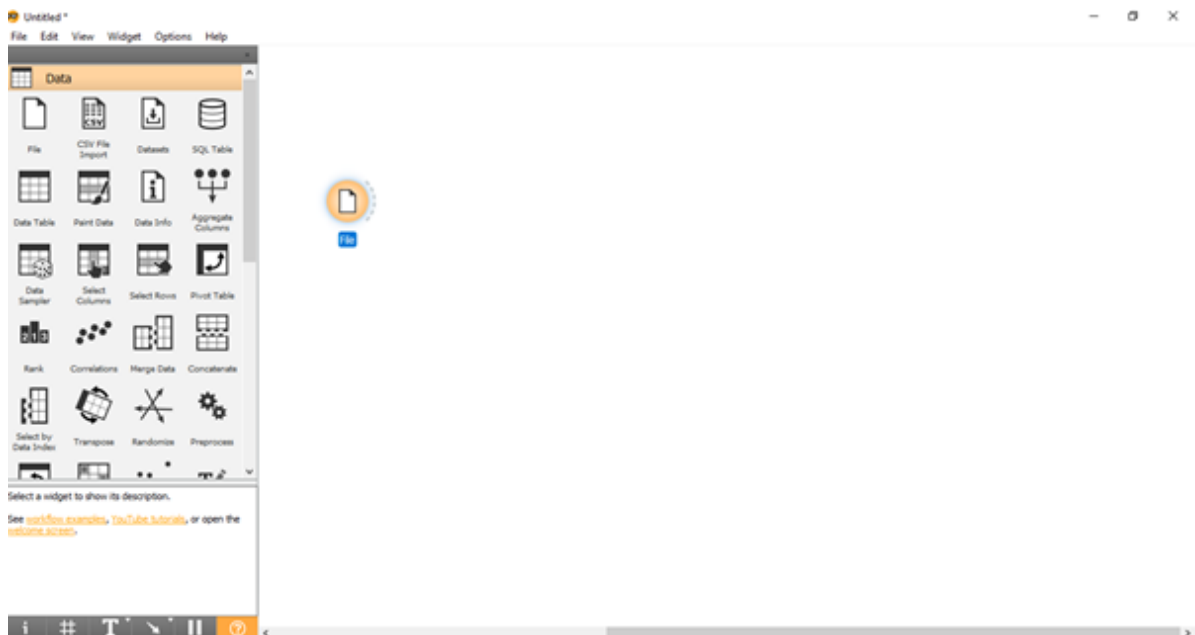 Untitled *
File Edit View Widget Options Help
Data
File
CSV File Import
Datasets
SQL Table
Data Table
Paint Data
Data Info
Aggregate Columns
Data Sampler
Select Columns
Select Rows
Pivot Table
Rank
Correlations
Merge Data
Concatenate
Select by Data Index
Transpose
Randomize
Preprocess
File
Select a widget to show its description.
See workflow examples, YouTube tutorials, or open the
welcome screen.